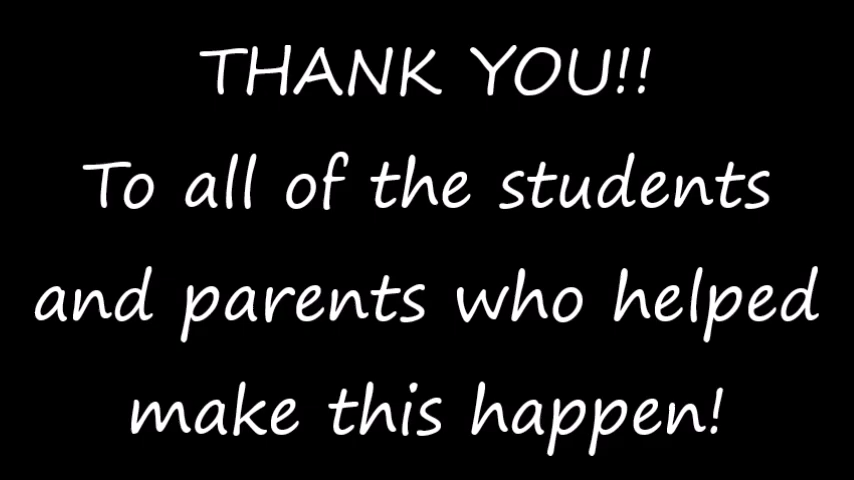 THANK YOU!!
To all of the students
and parents who helped
make this happen!